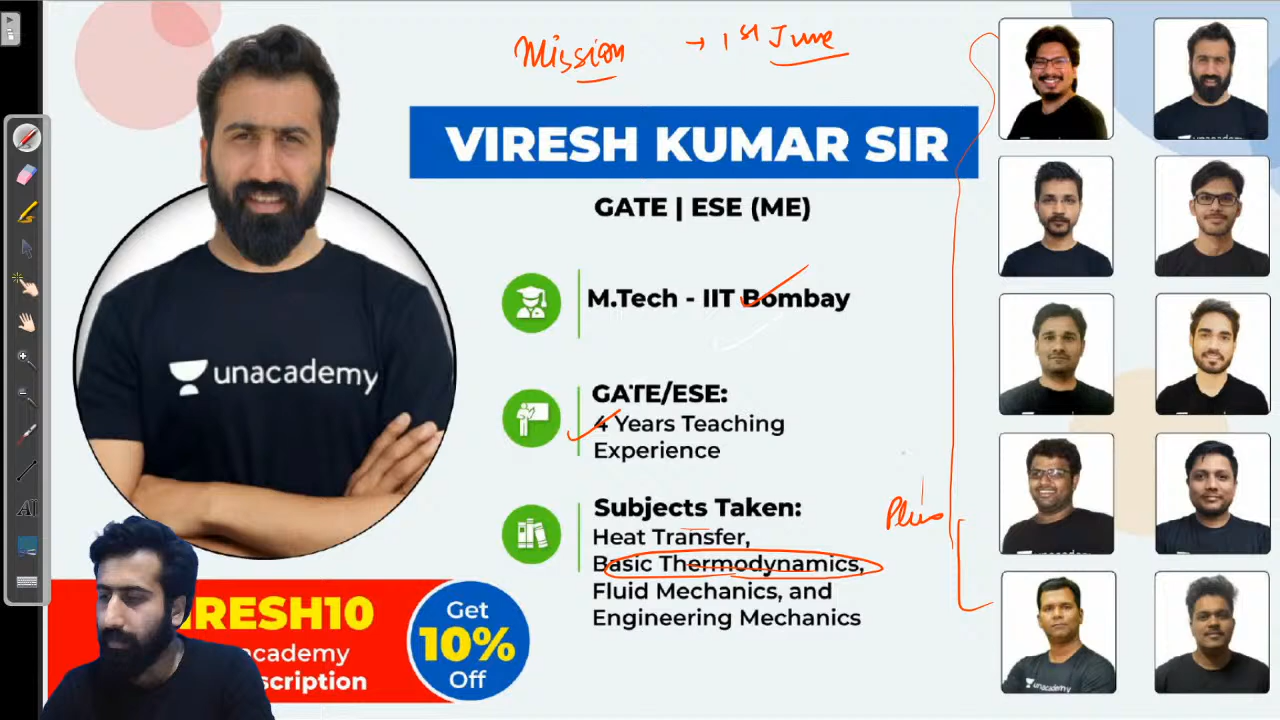 Mission → 1st June
VIRESH KUMAR SIR
GATE | ESE (ME)
M.Tech - IIT Bombay
unacademy
GATE/ESE:
4 Years Teaching
Experience
Subjects Taken:
Heat Transfer,
Basic Thermodynamics,
Fluid Mechanics, and
Engineering Mechanics
Plus
IRESH10
academy
scription
Get
10%
Off
unacademy
A